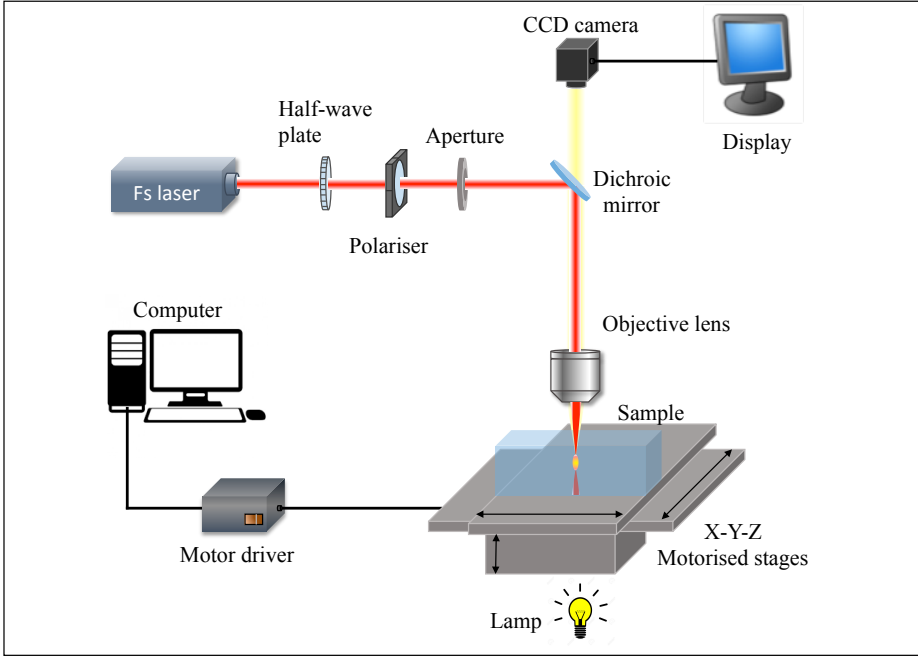 CCD camera
Display
Half-wave
plate
Aperture
Fs laser
Polariser
Dichroic
mirror
Computer
Objective lens
Sample
Motor driver
X-Y-Z
Motorised stages
Lamp